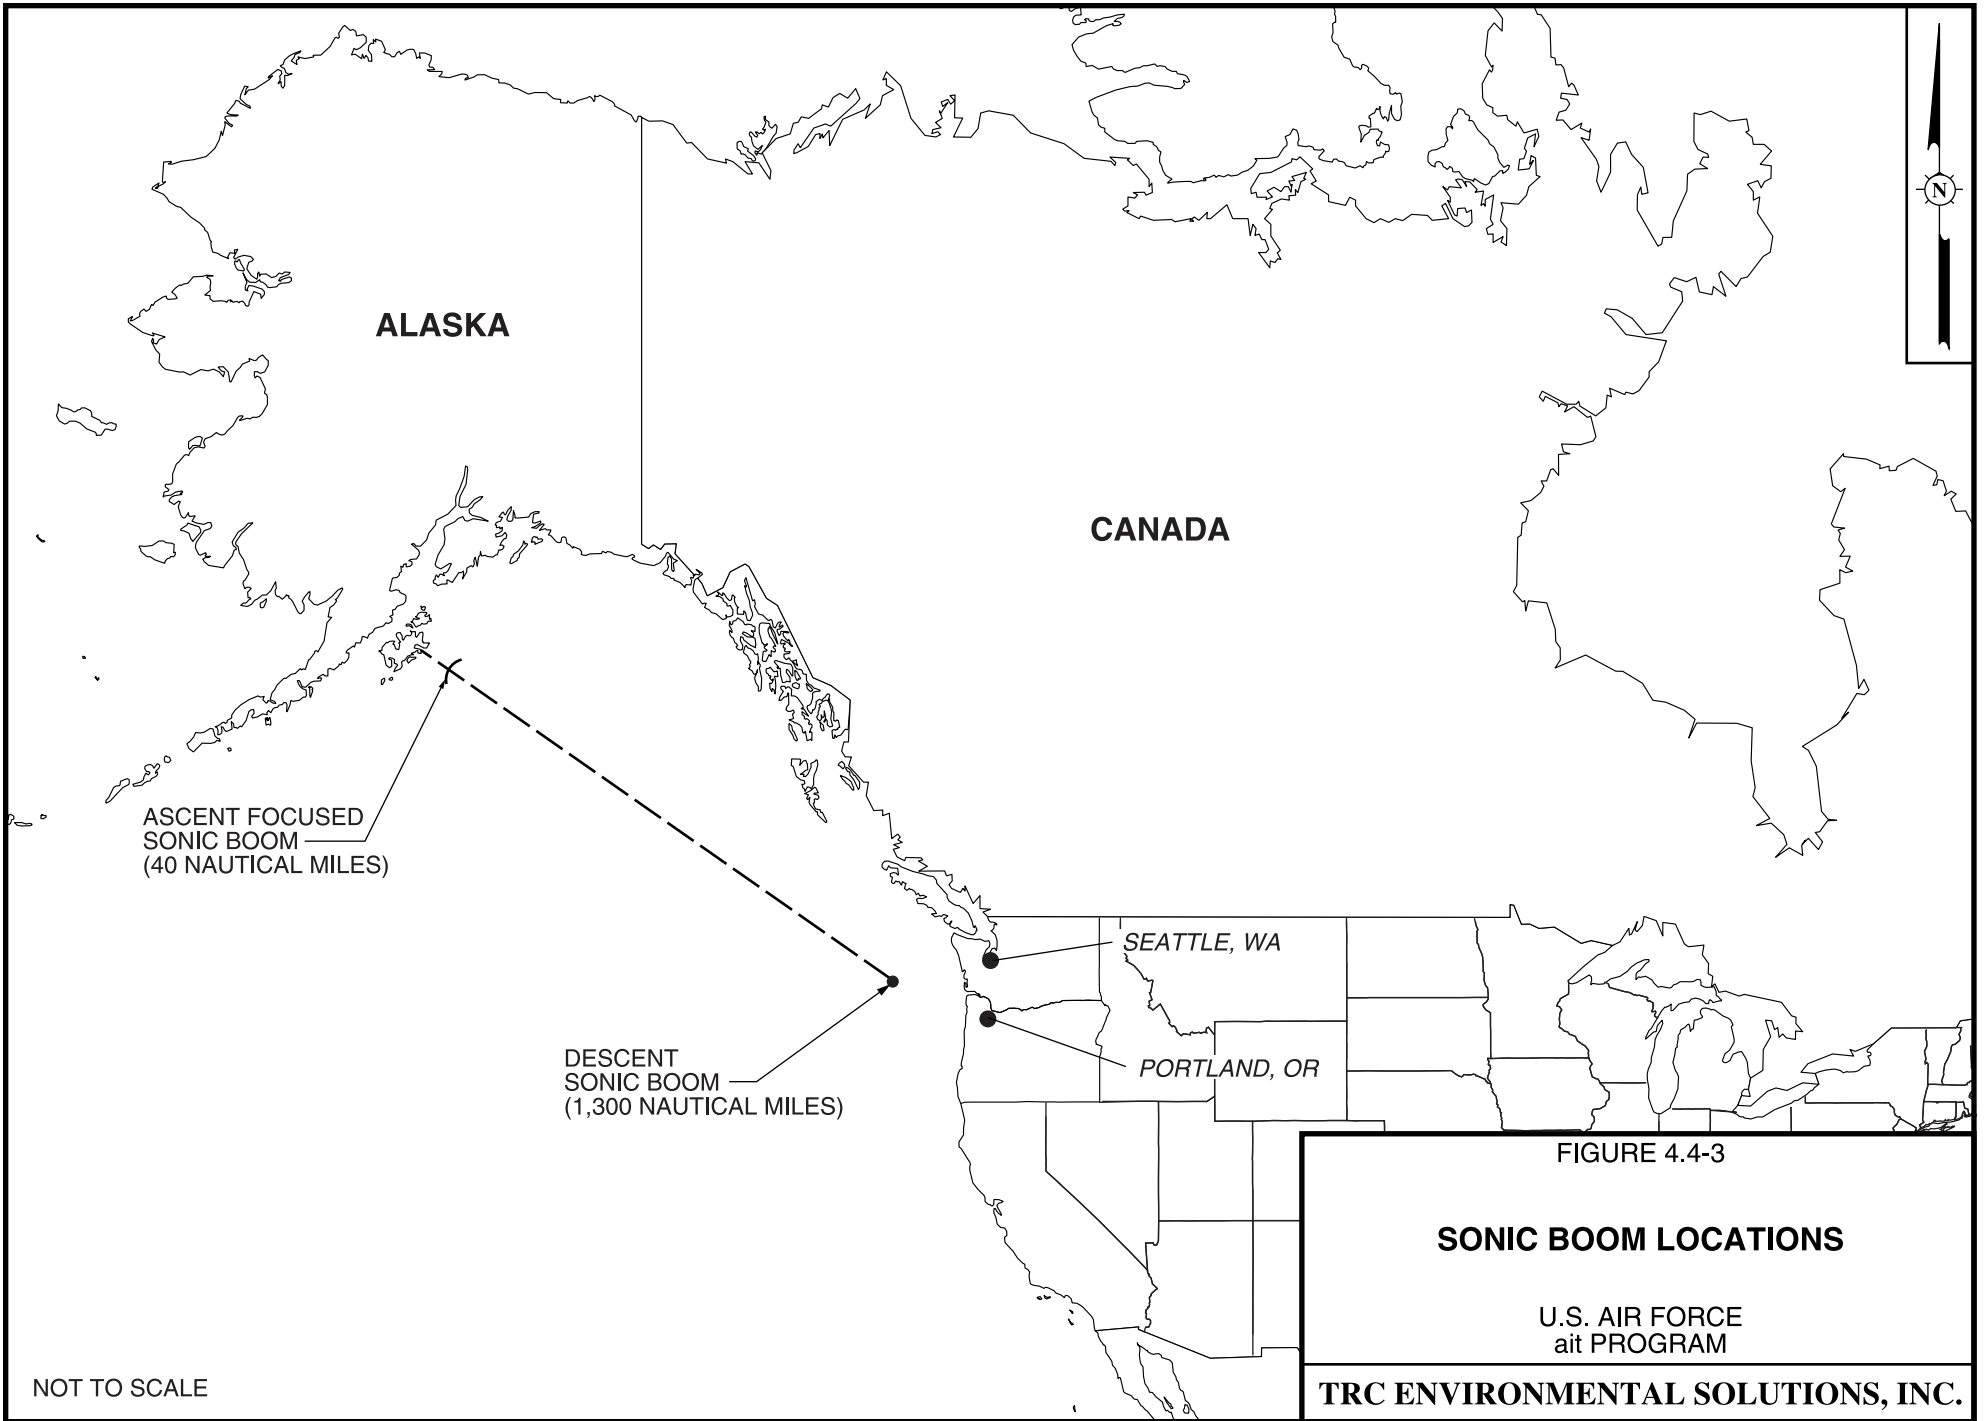 N
ALASKA
CANADA
ASCENT FOCUSED
SONIC BOOM
(40 NAUTICAL MILES)
SEATTLE, WA
DESCENT
SONIC BOOM
(1,300 NAUTICAL MILES)
PORTLAND, OR
FIGURE 4.4-3
SONIC BOOM LOCATIONS
U.S. AIR FORCE
ait PROGRAM
NOT TO SCALE
TRC ENVIRONMENTAL SOLUTIONS, INC.